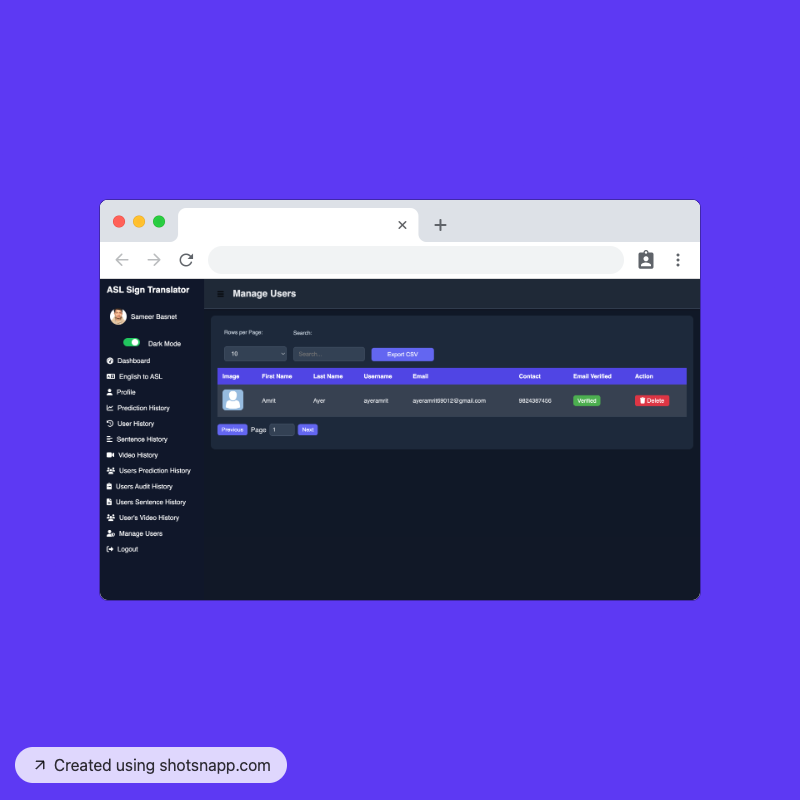 ASL Sign Translator
Manage Users
Sameer Basnet
Dark Mode
Dashboard
English to ASL
Profile
Prediction History
User History
Sentence History
Video History
Users Prediction History
Users Audit History
Users Sentence History
User's Video History
Manage Users
Logout
Rows per Page: Search:
10 Search... Export CSV
Image First Name Last Name Username Email Contact Email Verified Action
Amrit Ayer ayeramrit ayeramrit69012@gmail.com Verified Delete
Previous Page 1 Next
Created using shotsnapp.com